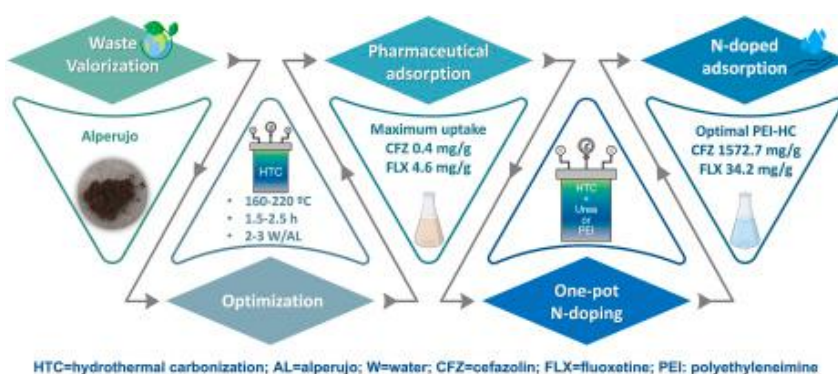 Waste
Valorization
Pharmaceutical
adsorption
N-doped
adsorption
Alperujo
HTC
• 160-220 ºC
• 1.5-2.5 h
• 2-3 W/AL
Maximum uptake
CFZ 0.4 mg/g
FLX 4.6 mg/g
HTC
+
Urea
or
PEI
Optimal PEI-HC
CFZ 1572.7 mg/g
FLX 34.2 mg/g
Optimization
One-pot
N-doping
HTC=hydrothermal carbonization; AL=alperujo; W=water; CFZ=cefazolin; FLX=fluoxetine; PEI: polyethyleneimine